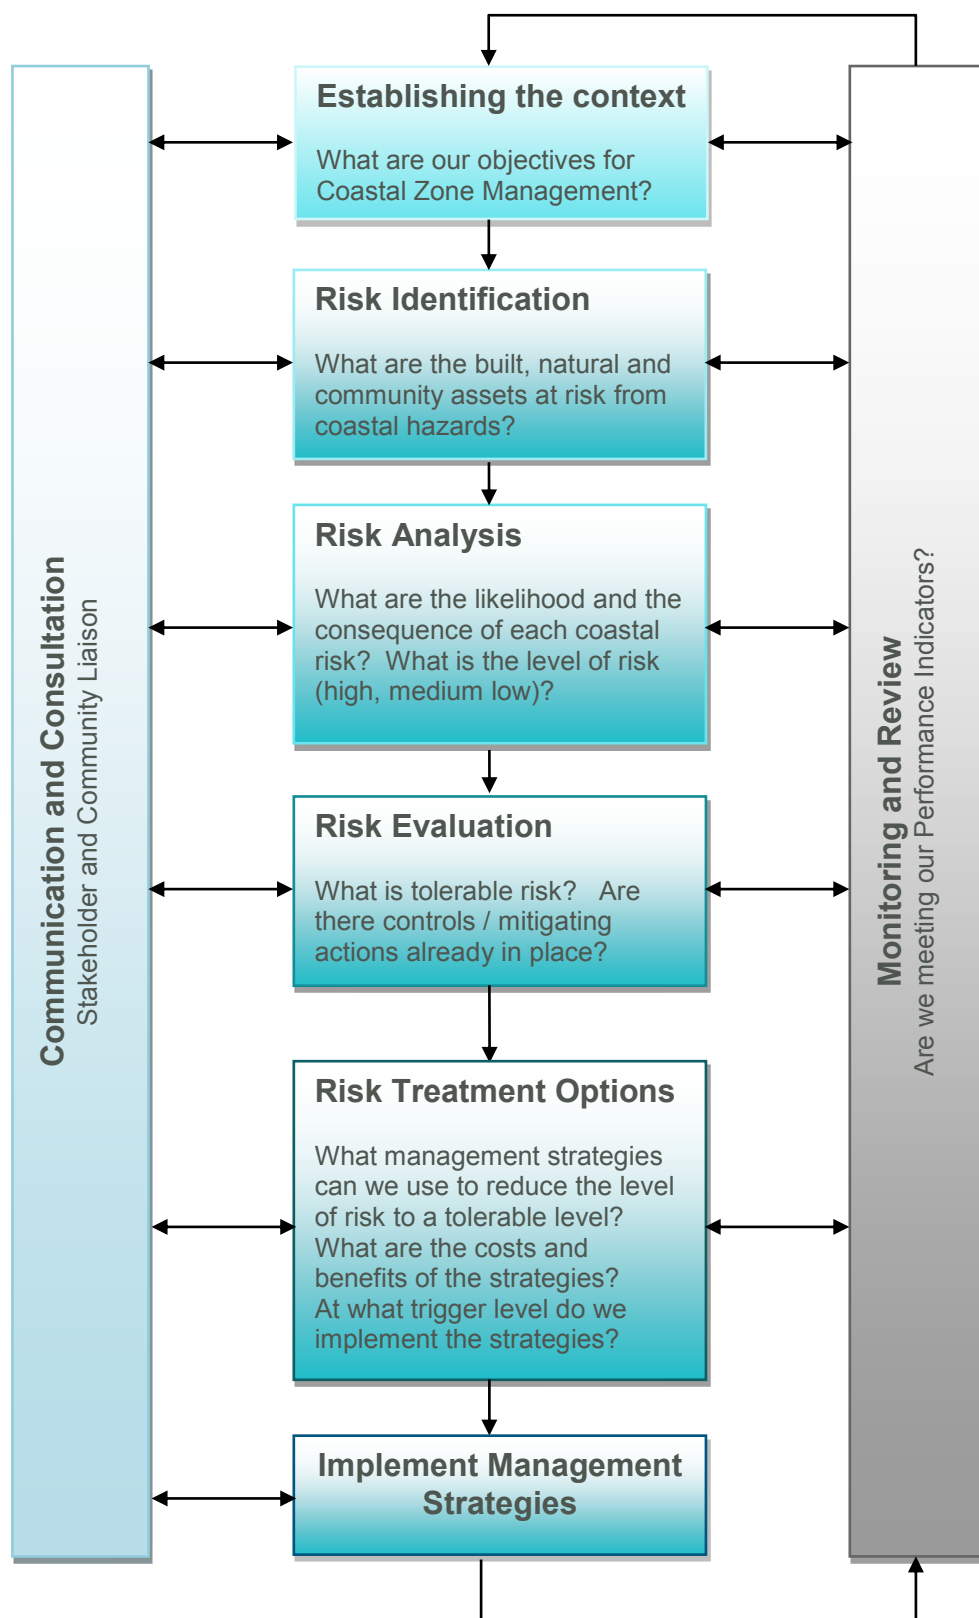 Establishing the context
What are our objectives for
Coastal Zone Management?
Risk Identification
What are the built, natural and
community assets at risk from
coastal hazards?
Risk Analysis
What are the likelihood and the
consequence of each coastal
risk?  What is the level of risk
(high, medium low)?
Risk Evaluation
What is tolerable risk?   Are
there controls / mitigating
actions already in place?
Risk Treatment Options
What management strategies
can we use to reduce the level
of risk to a tolerable level?
What are the costs and
benefits of the strategies?
At what trigger level do we
implement the strategies?
Implement Management
Strategies
Communication and Consultation
Stakeholder and Community Liaison
Monitoring and Review
Are we meeting our Performance Indicators?